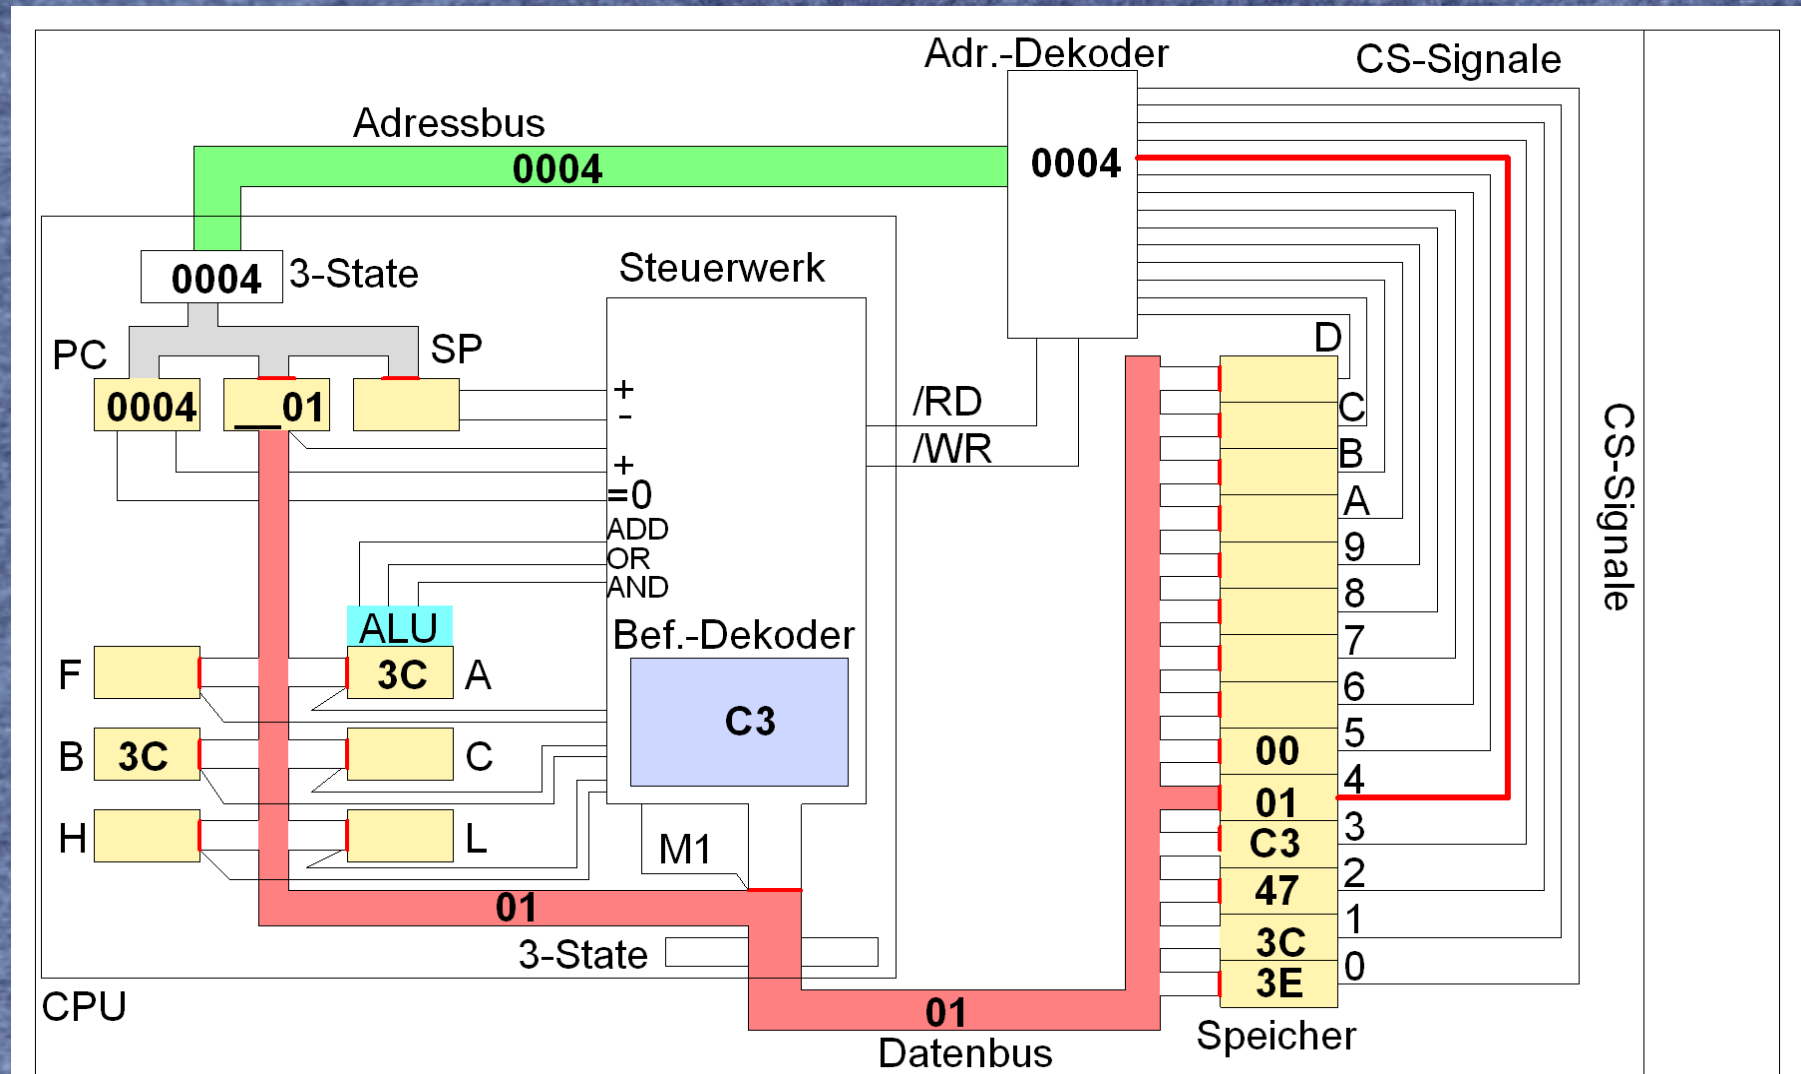 Adr.-Dekoder
CS-Signale
Adressbus
0004
0004
0004
3-State
Steuerwerk
PC
SP
0004
__01
+
-
/RD
/WR
+
=0
ADD
OR
AND
ALU
Bef.-Dekoder
F
3C
A
C3
B
3C
C
H
L
M1
01
3-State
CPU
01
Datenbus
D
C
B
A
9
8
7
6
5
00
4
01
3
C3
2
47
1
3C
0
3E
Speicher
CS-Signale